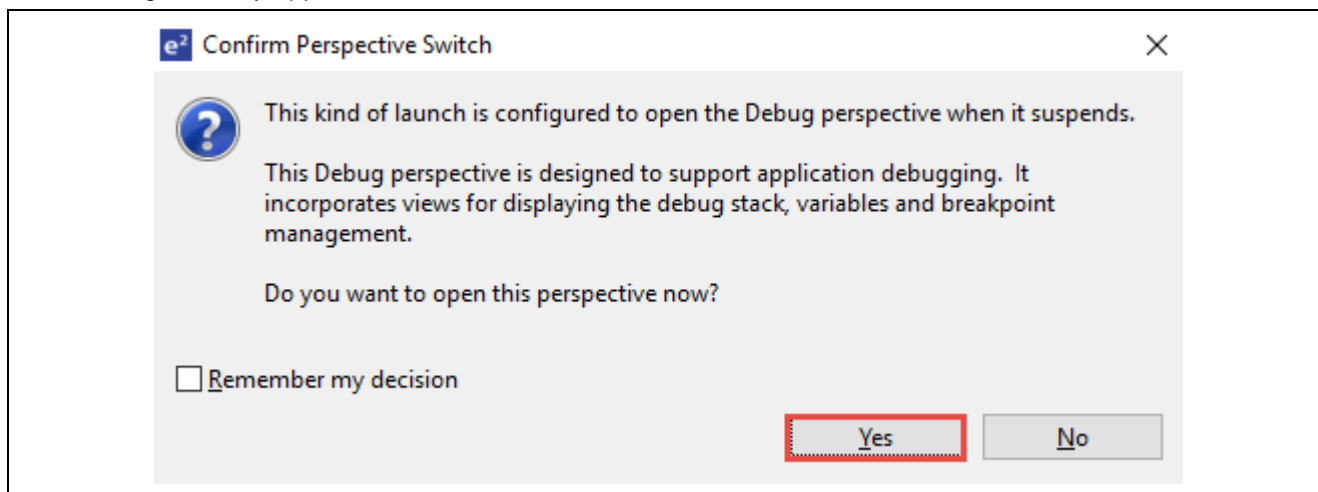 e² Confirm Perspective Switch
This kind of launch is configured to open the Debug perspective when it suspends.
This Debug perspective is designed to support application debugging.  It
incorporates views for displaying the debug stack, variables and breakpoint
management.
Do you want to open this perspective now?
Remember my decision
Yes No